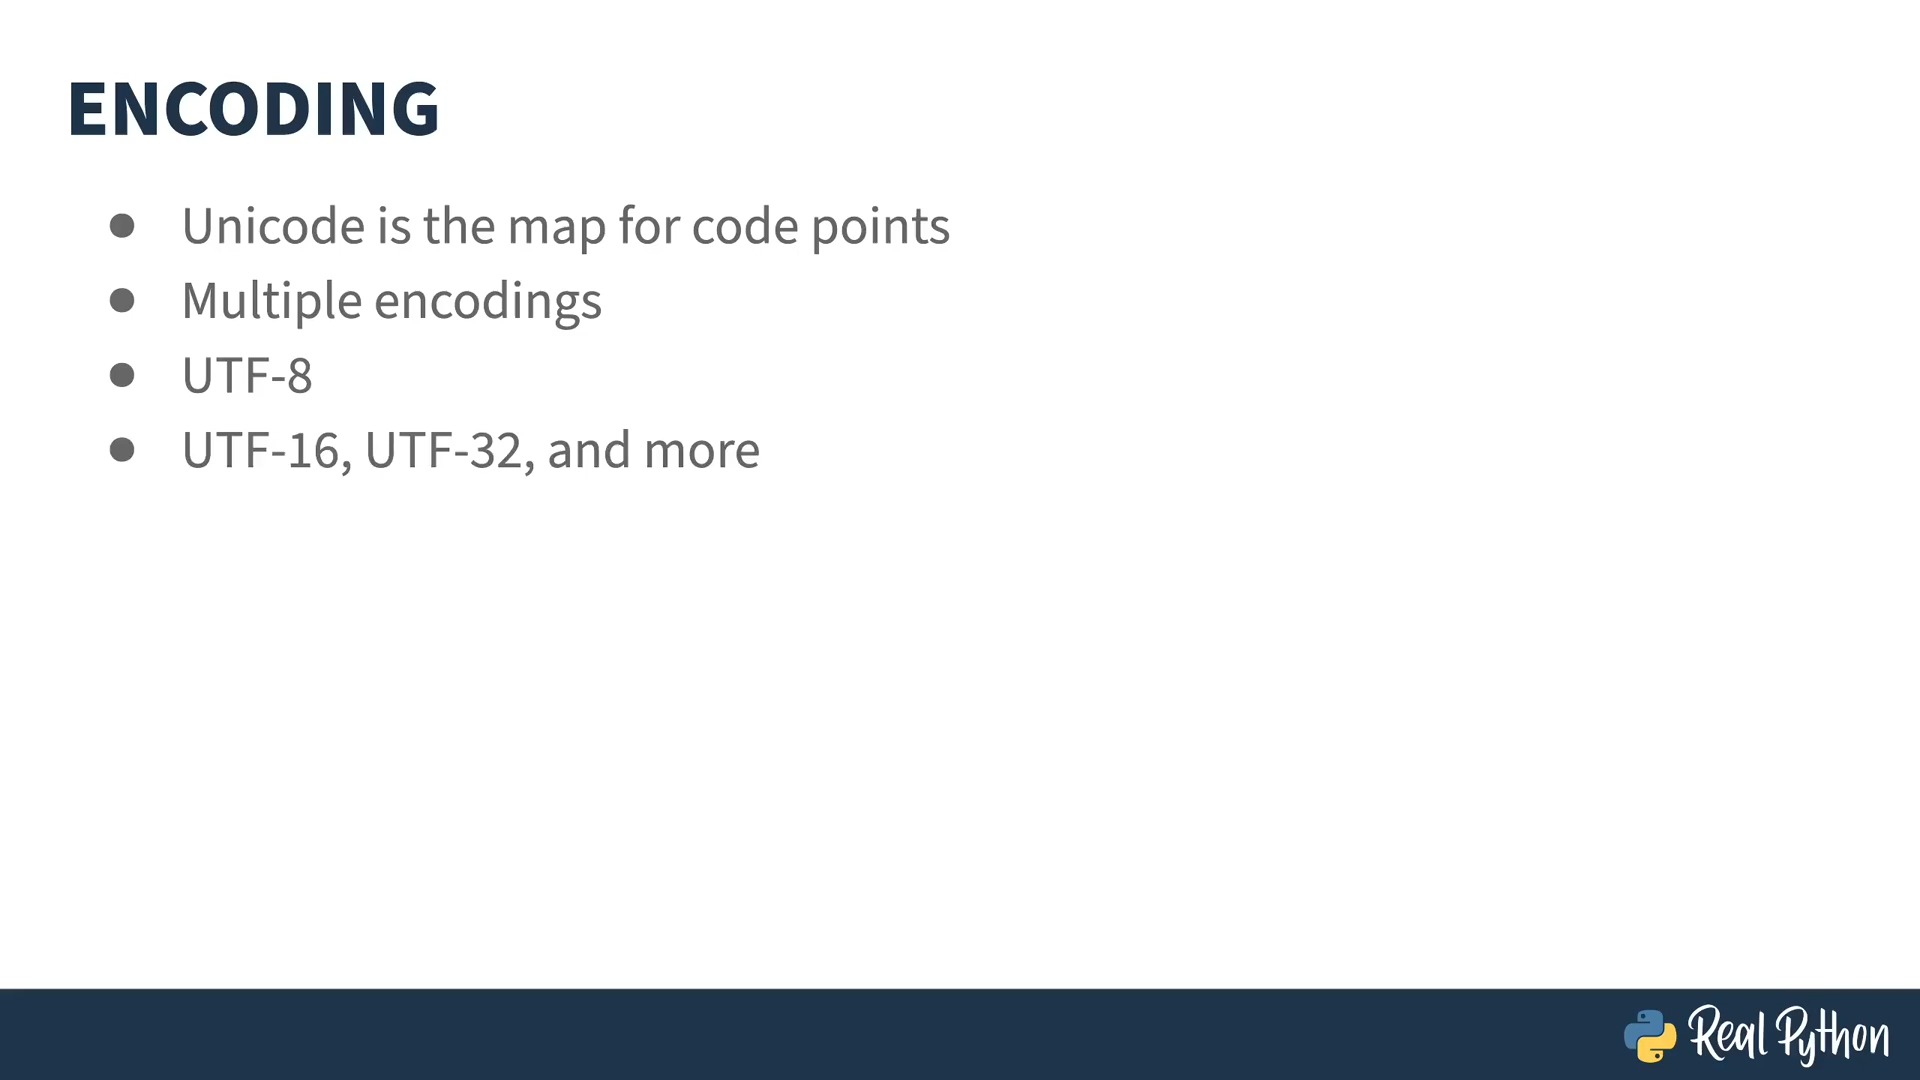 ENCODING
● Unicode is the map for code points
● Multiple encodings
● UTF-8
● UTF-16, UTF-32, and more
Real Python